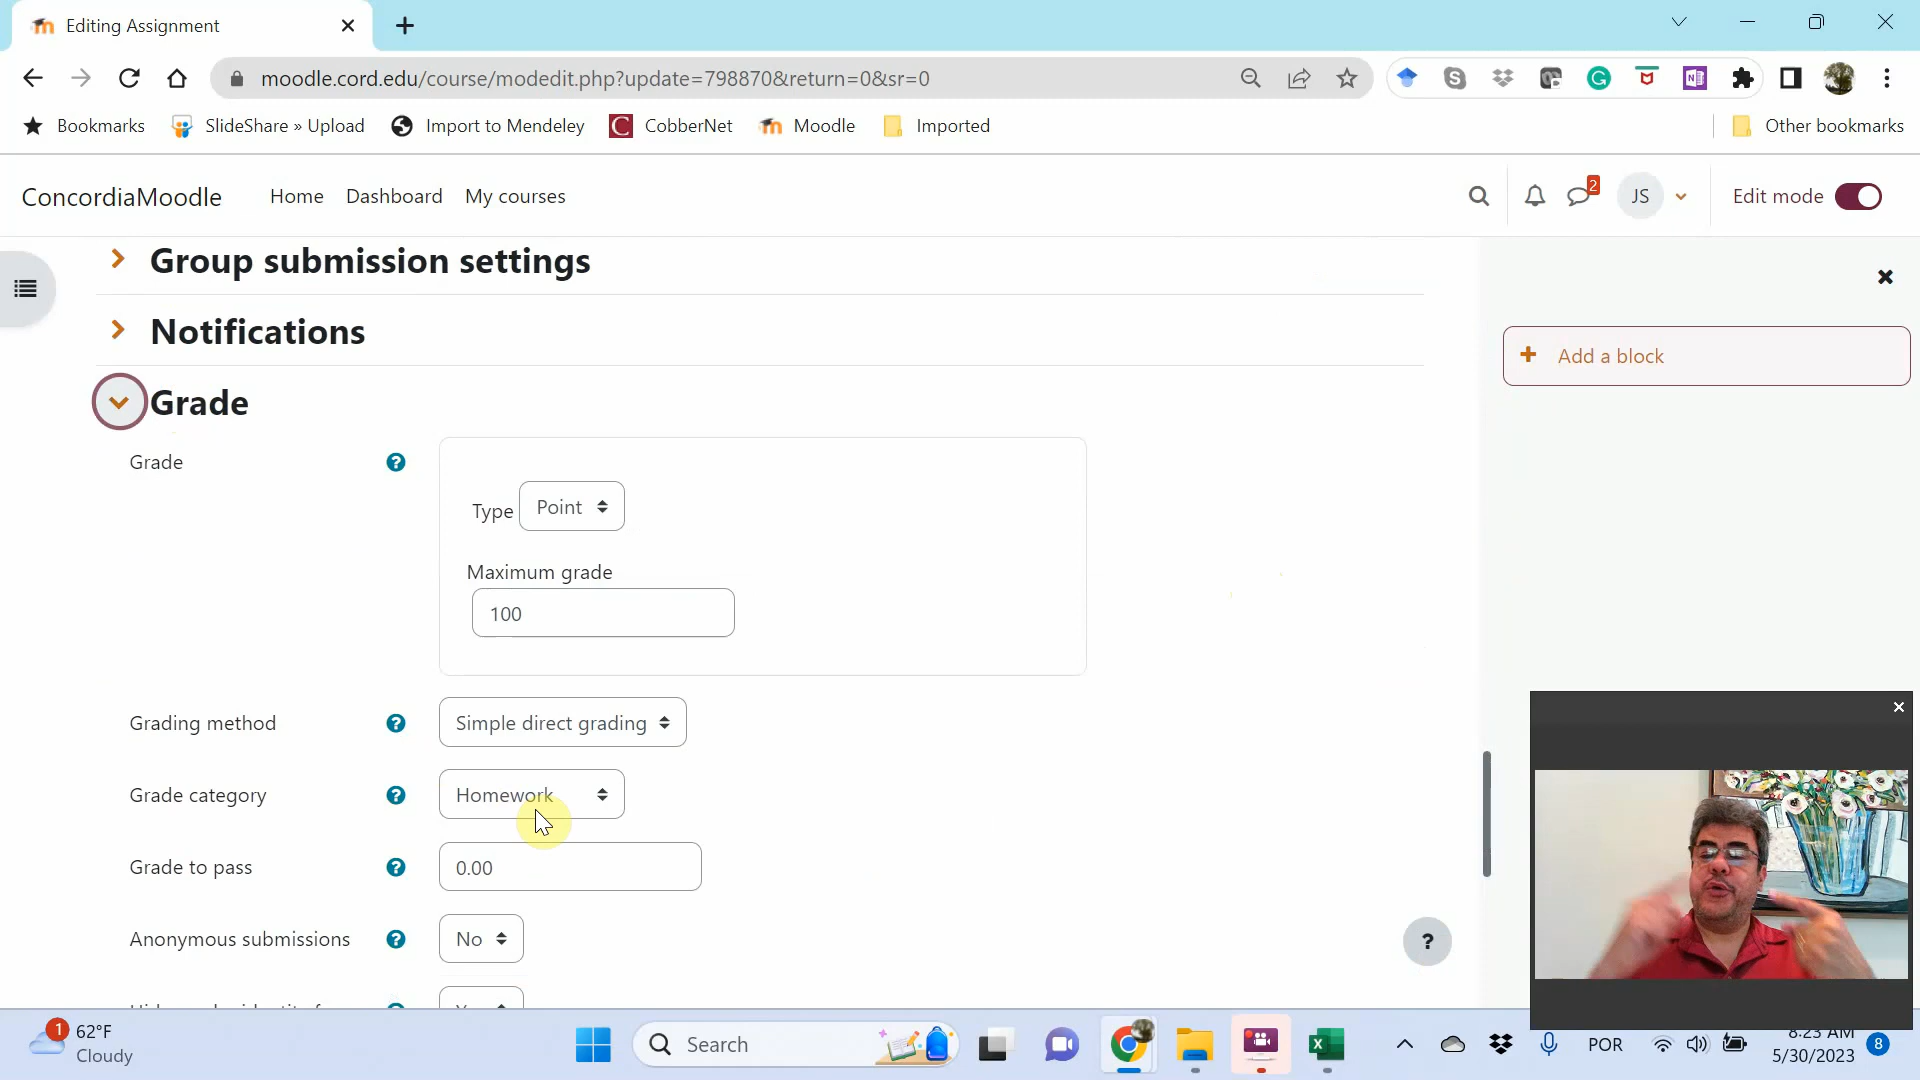 Editing Assignment
moodle.cord.edu/course/modedit.php?update=798870&return=0&sr=0
Bookmarks SlideShare » Upload Import to Mendeley CobberNet Moodle Imported Other bookmarks
ConcordiaMoodle Home Dashboard My courses 2 JS Edit mode
Group submission settings
Notifications
Add a block
Grade
Grade
Type Point
Maximum grade
100
Grading method Simple direct grading
Grade category Homework
Grade to pass 0.00
Anonymous submissions No
?
1 62°F
Cloudy
Search
POR
8:23 AM
5/30/2023
8